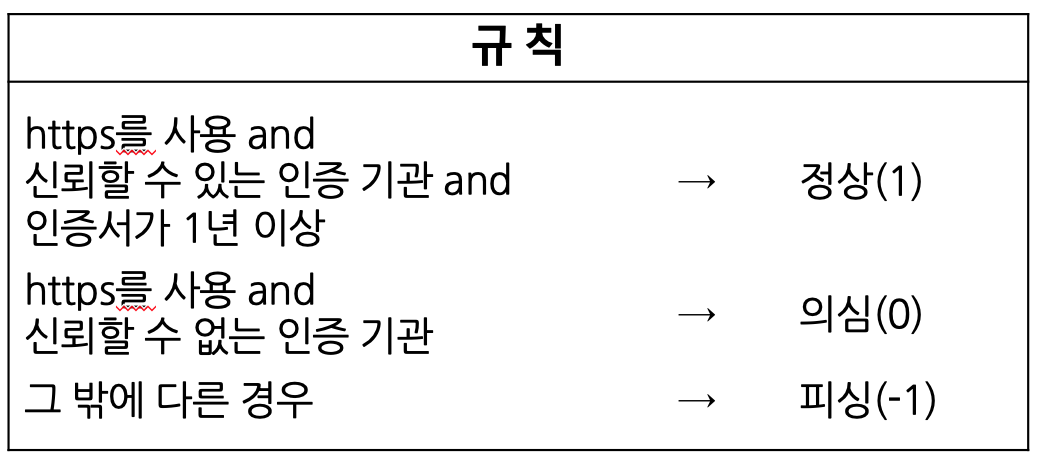 규 칙
https를 사용 and
신뢰할 수 있는 인증 기관 and
인증서가 1년 이상
→ 정상(1)
https를 사용 and
신뢰할 수 없는 인증 기관
→ 의심(0)
그 밖에 다른 경우 → 피싱(-1)